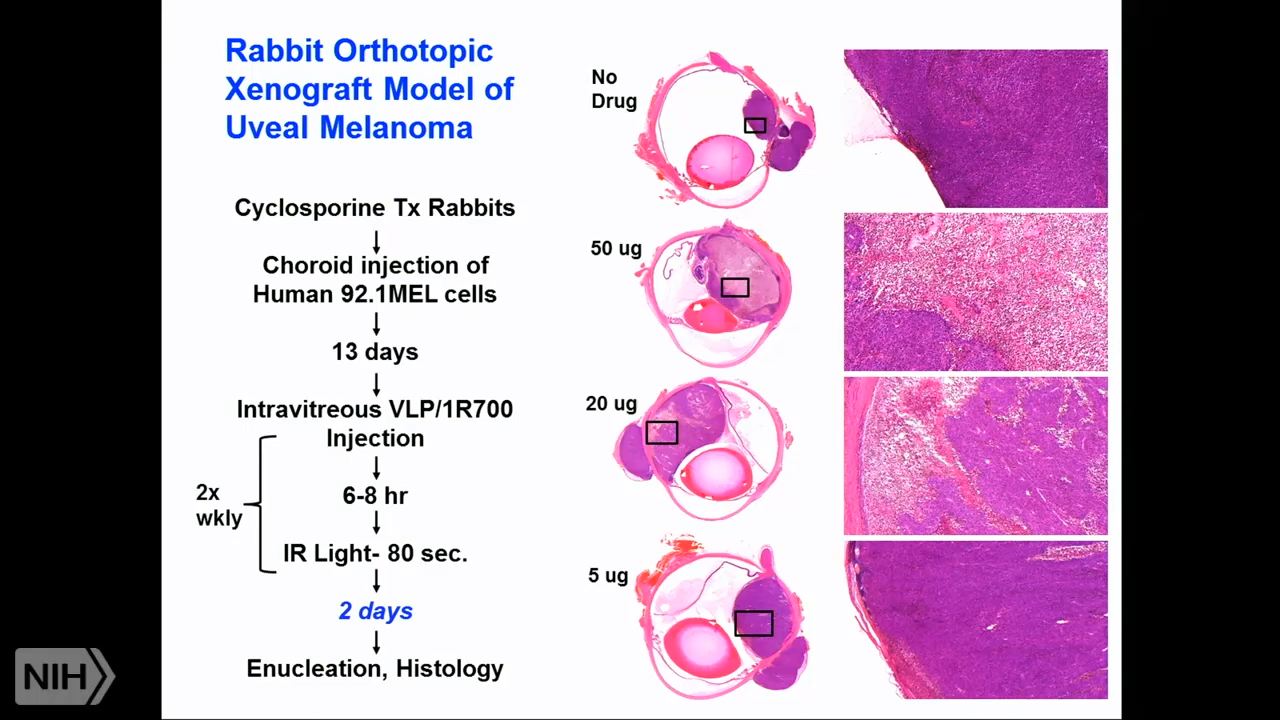 Rabbit Orthotopic
Xenograft Model of
Uveal Melanoma
Cyclosporine Tx Rabbits
Choroid injection of
Human 92.1MEL cells
13 days
Intravitreous VLP/1R700
Injection
6-8 hr
IR Light- 80 sec.
2x
wkly
2 days
Enucleation, Histology
No
Drug
50 ug
20 ug
5 ug
NIH